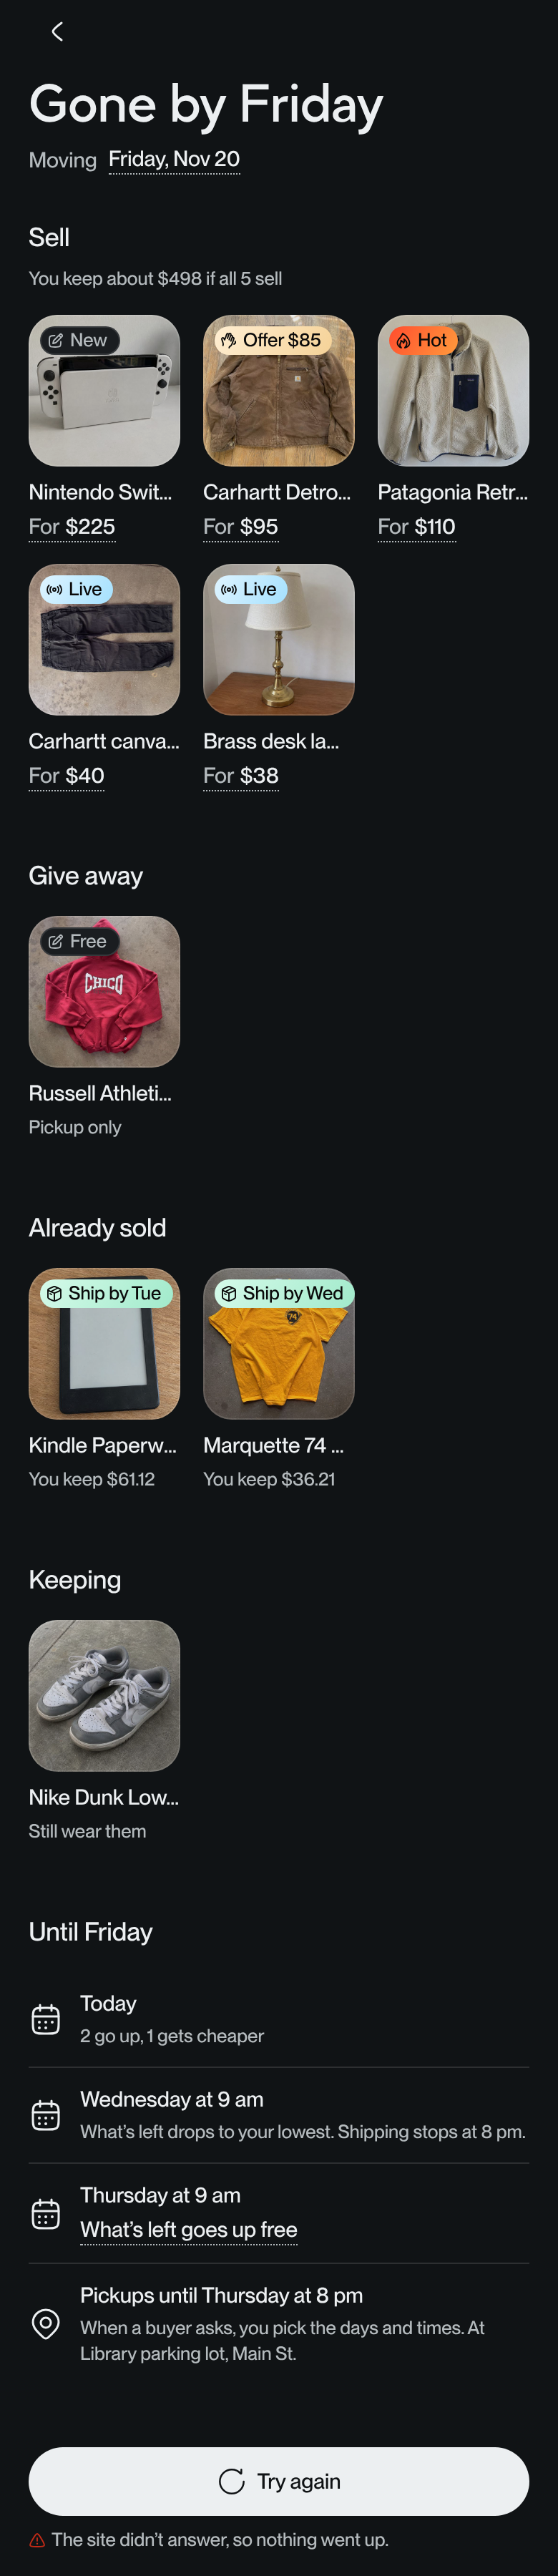 Gone by Friday
Moving Friday, Nov 20
Sell
You keep about $498 if all 5 sell
New
Offer $85
Hot
Nintendo Swit...
Carhartt Detro...
Patagonia Retr...
For $225
For $95
For $110
Live
Live
Carhartt canva...
Brass desk la...
For $40
For $38
Give away
Free
CHICO
Russell Athleti...
Pickup only
Already sold
Ship by Tue
Ship by Wed
74
Kindle Paperw...
Marquette 74 ...
You keep $61.12
You keep $36.21
Keeping
Nike Dunk Low...
Still wear them
Until Friday
Today
2 go up, 1 gets cheaper
Wednesday at 9 am
What's left drops to your lowest. Shipping stops at 8 pm.
Thursday at 9 am
What's left goes up free
Pickups until Thursday at 8 pm
When a buyer asks, you pick the days and times. At
Library parking lot, Main St.
Try again
The site didn't answer, so nothing went up.